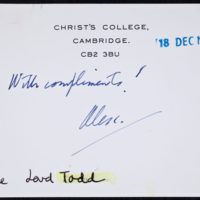 CHRIST'S COLLEGE,
CAMBRIDGE.
CB2 3BU
18 DEC
With compliments!
Alex.
Lord Todd